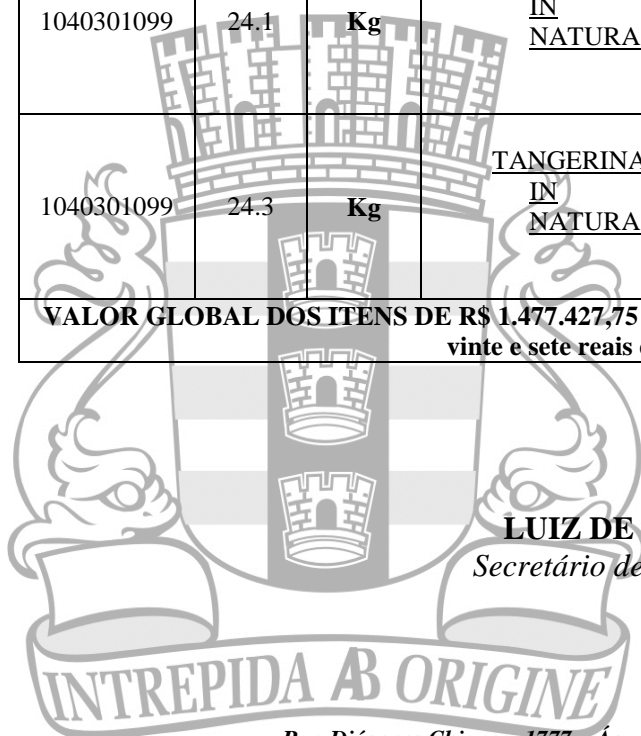 1040301099 24.1 Kg IN
NATURA
TANGERINA
1040301099 24.3 Kg IN
NATURA
VALOR GLOBAL DOS ITENS DE R$ 1.477.427,75
vinte e sete reais
LUIZ DE
Secretário de
INTREPIDA AB ORIGINE